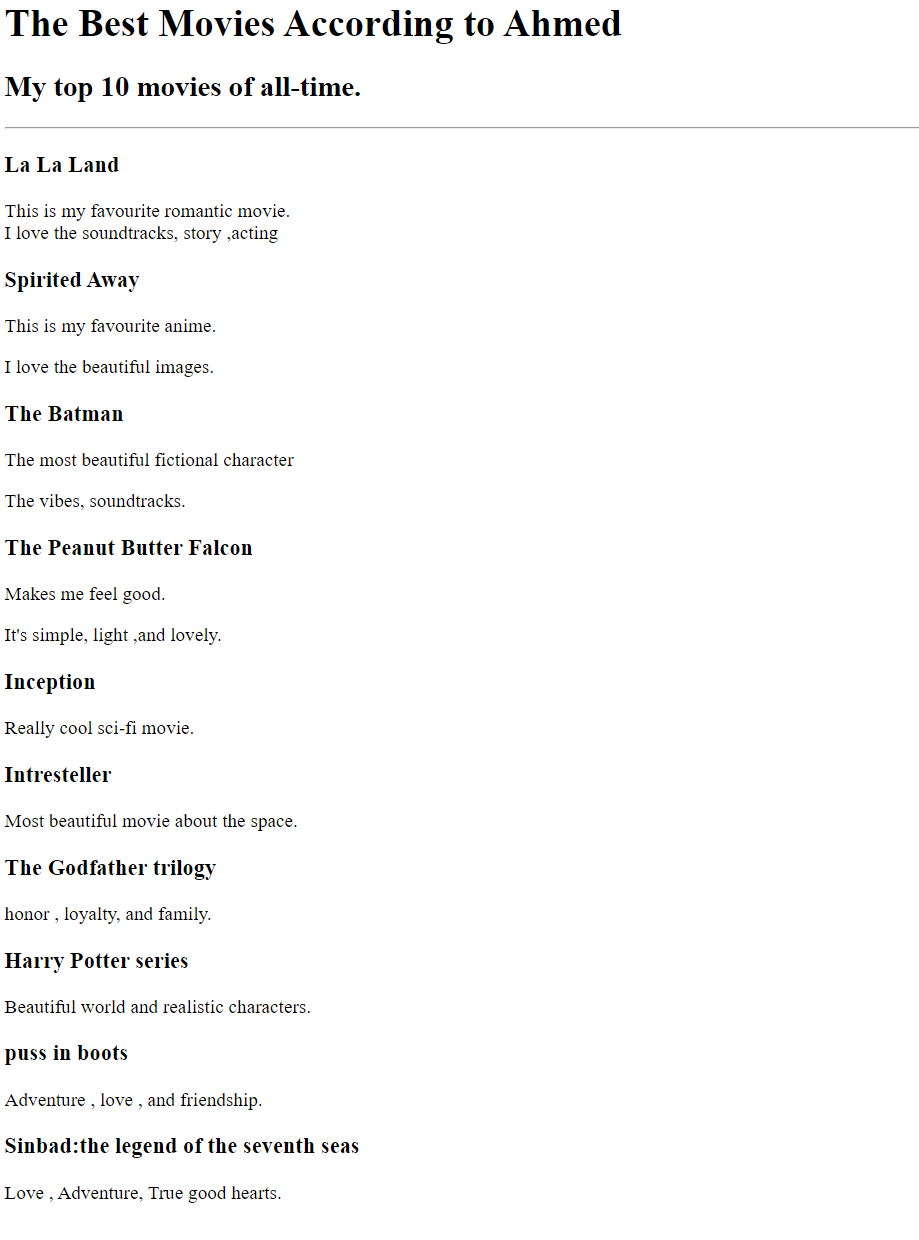 The Best Movies According to Ahmed
My top 10 movies of all-time.
La La Land
This is my favourite romantic movie.
I love the soundtracks, story ,acting
Spirited Away
This is my favourite anime.
I love the beautiful images.
The Batman
The most beautiful fictional character
The vibes, soundtracks.
The Peanut Butter Falcon
Makes me feel good.
It's simple, light ,and lovely.
Inception
Really cool sci-fi movie.
Intresteller
Most beautiful movie about the space.
The Godfather trilogy
honor , loyalty, and family.
Harry Potter series
Beautiful world and realistic characters.
puss in boots
Adventure , love , and friendship.
Sinbad:the legend of the seventh seas
Love , Adventure, True good hearts.